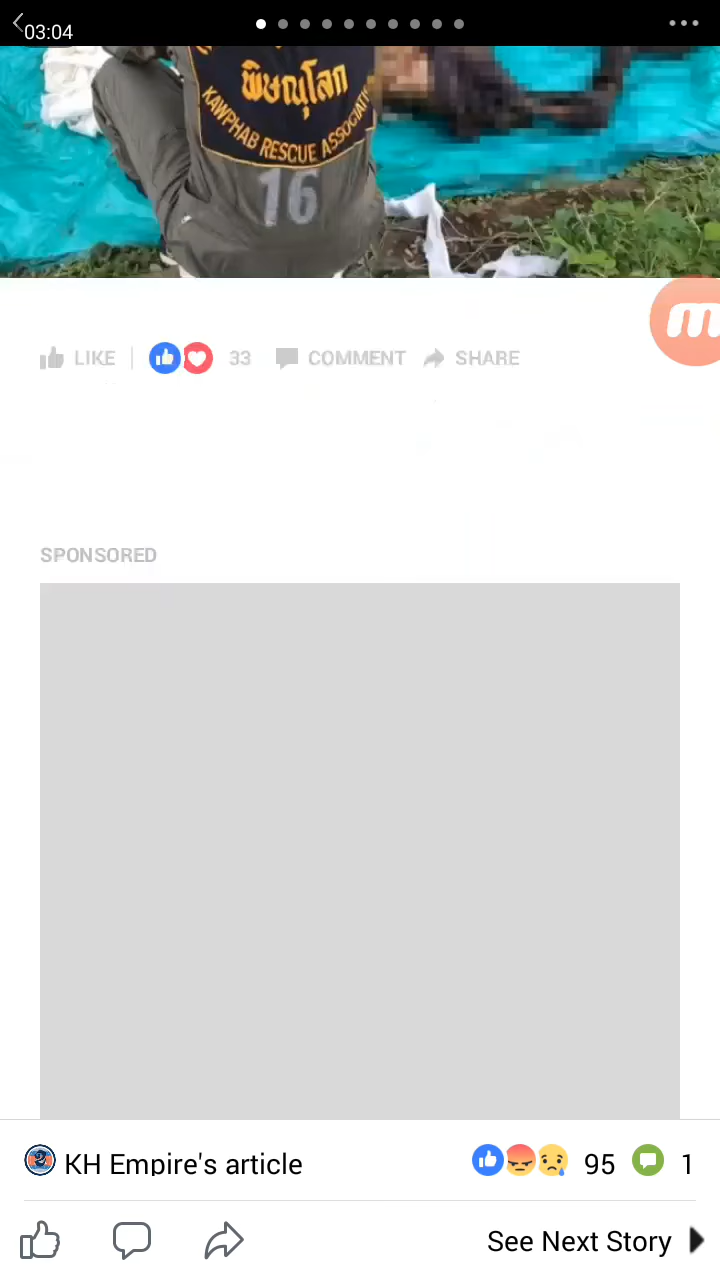 03:04
พิษณุโลก
KAWPHAB RESCUE
16
LIKE 33 COMMENT SHARE
SPONSORED
KH Empire's article 95 1
See Next Story